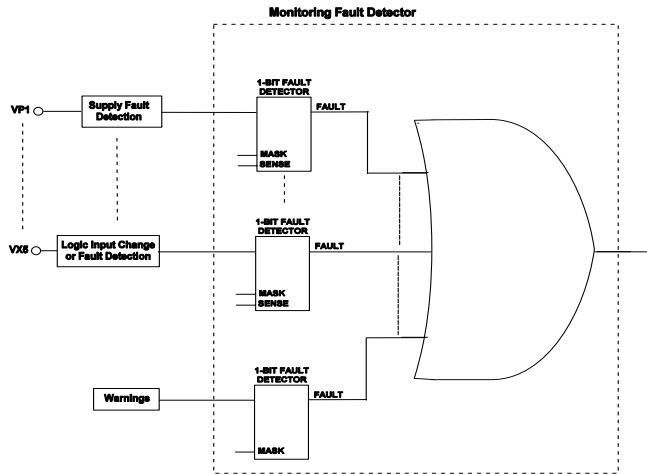 Monitoring Fault Detector
1-BIT FAULT
DETECTOR
VP1
Supply Fault
Detection
FAULT
MASK
SENSE
1-BIT FAULT
DETECTOR
VX5
Logic Input Change
or Fault Detection
FAULT
MASK
SENSE
1-BIT FAULT
DETECTOR
Warnings
FAULT
MASK